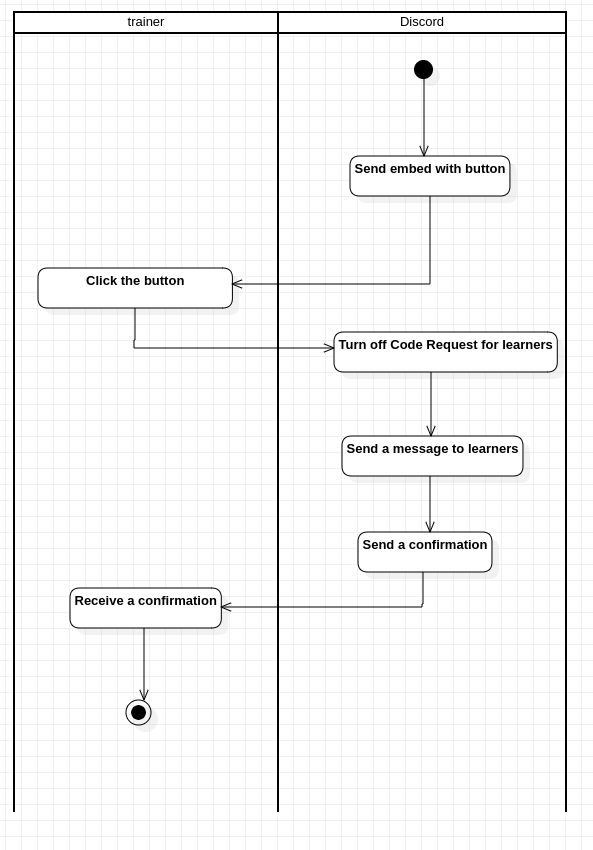 trainer
Discord
Send embed with button
Click the button
Turn off Code Request for learners
Send a message to learners
Send a confirmation
Receive a confirmation